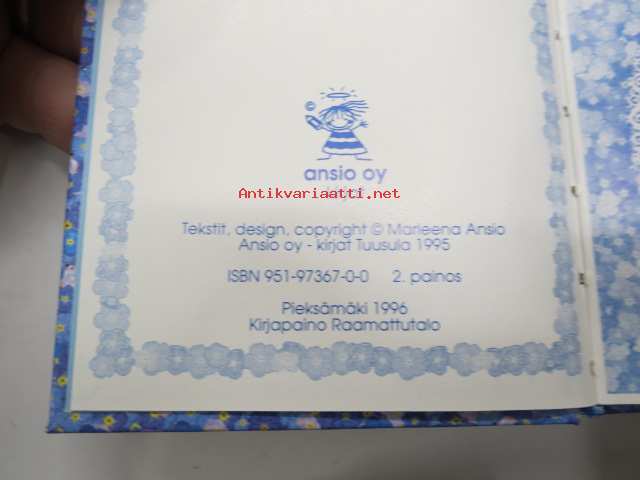 ©
ansio oy
Antikvariaatti.net
Tekstit, design, copyright © Marleena Ansio
Ansio oy - kirjat Tuusula 1995
ISBN 951-97367-0-0 2. painos
Pieksämäki 1996
Kirjapaino Raamattutalo